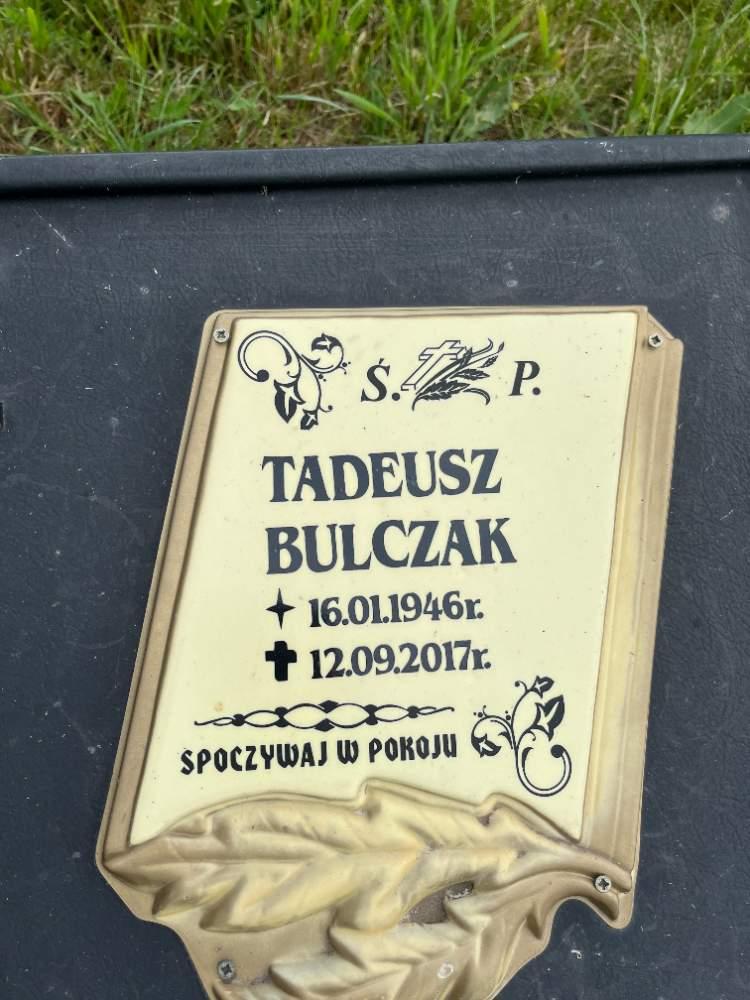 Ś. P.
TADEUSZ
BULCZAK
16.01.1946r.
12.09.2017r.
SPOCZYWAJ W POKOJU